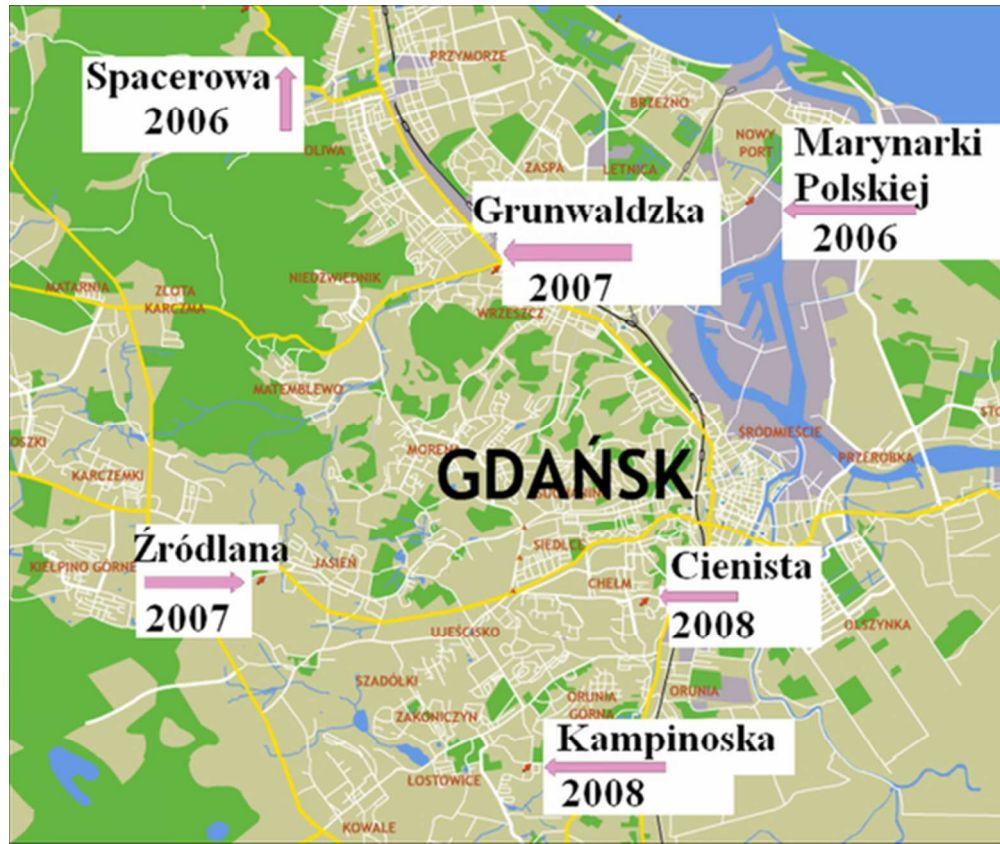 PRZYMORZE
Spacerowa
2006
BRZEŹNO
NOWY
PORT
Marynarki
Polskiej
2006
OLIWA
ZASPA
LETNICA
Grunwaldzka
2007
MATARNIA
ZŁOTA
KARCZMA
NIEDŹWIEDNIK
WRZESZCZ
MATEMBLEWO
MORENA
GDAŃSK
ŚRÓDMIEŚCIE
PRZERÓBKA
KARCZEMKI
Źródlana
2007
KIEŁPINO GÓRNE
JASIEŃ
SIEDLCE
CHEŁM
Cienista
2008
OLSZYNKA
UJEŚCISKO
SZADÓŁKI
ORUNIA
GÓRNA
ORUNIA
ZAKONICZYN
Kampinoska
2008
ŁOSTOWICE
KOWALE